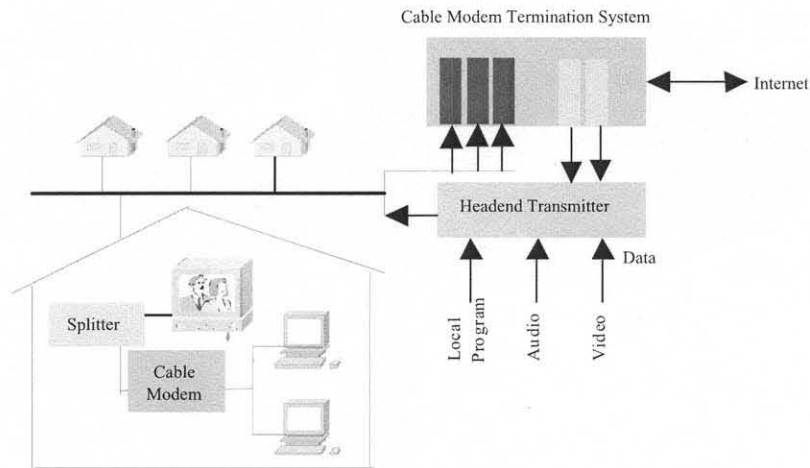 Cable Modem Termination System
Internet
Headend Transmitter
Data
Local
Program
Audio
Video
Splitter
Cable
Modem